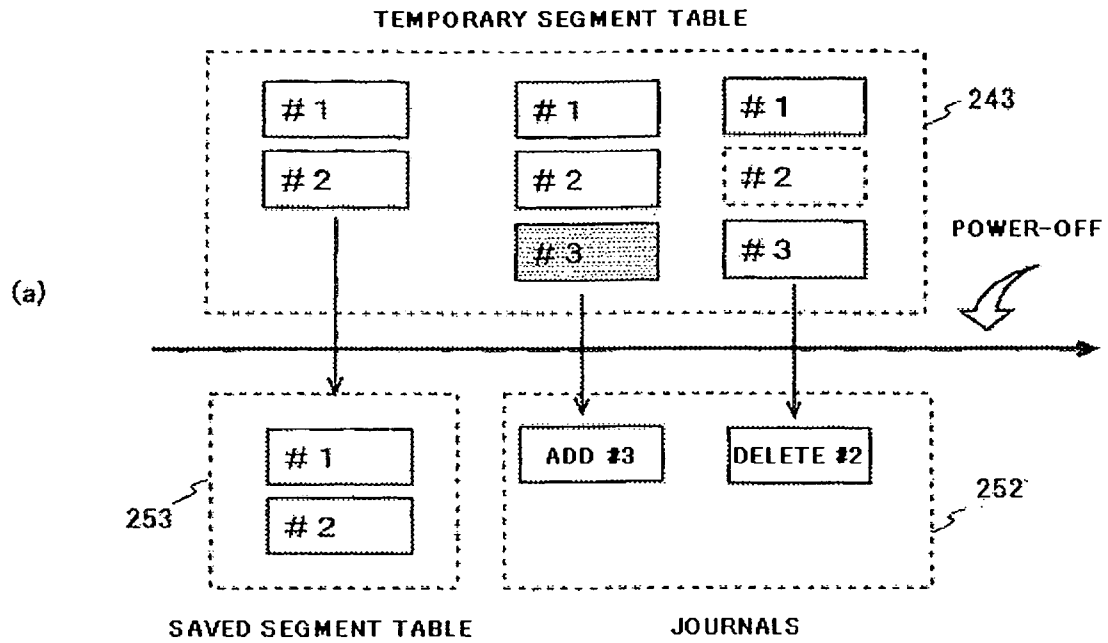 TEMPORARY SEGMENT TABLE
#1 #1 #1
243
#2 #2 #2
#3 #3
POWER-OFF
(a)
#1
ADD #3 DELETE #2
253
#2
252
SAVED SEGMENT TABLE JOURNALS